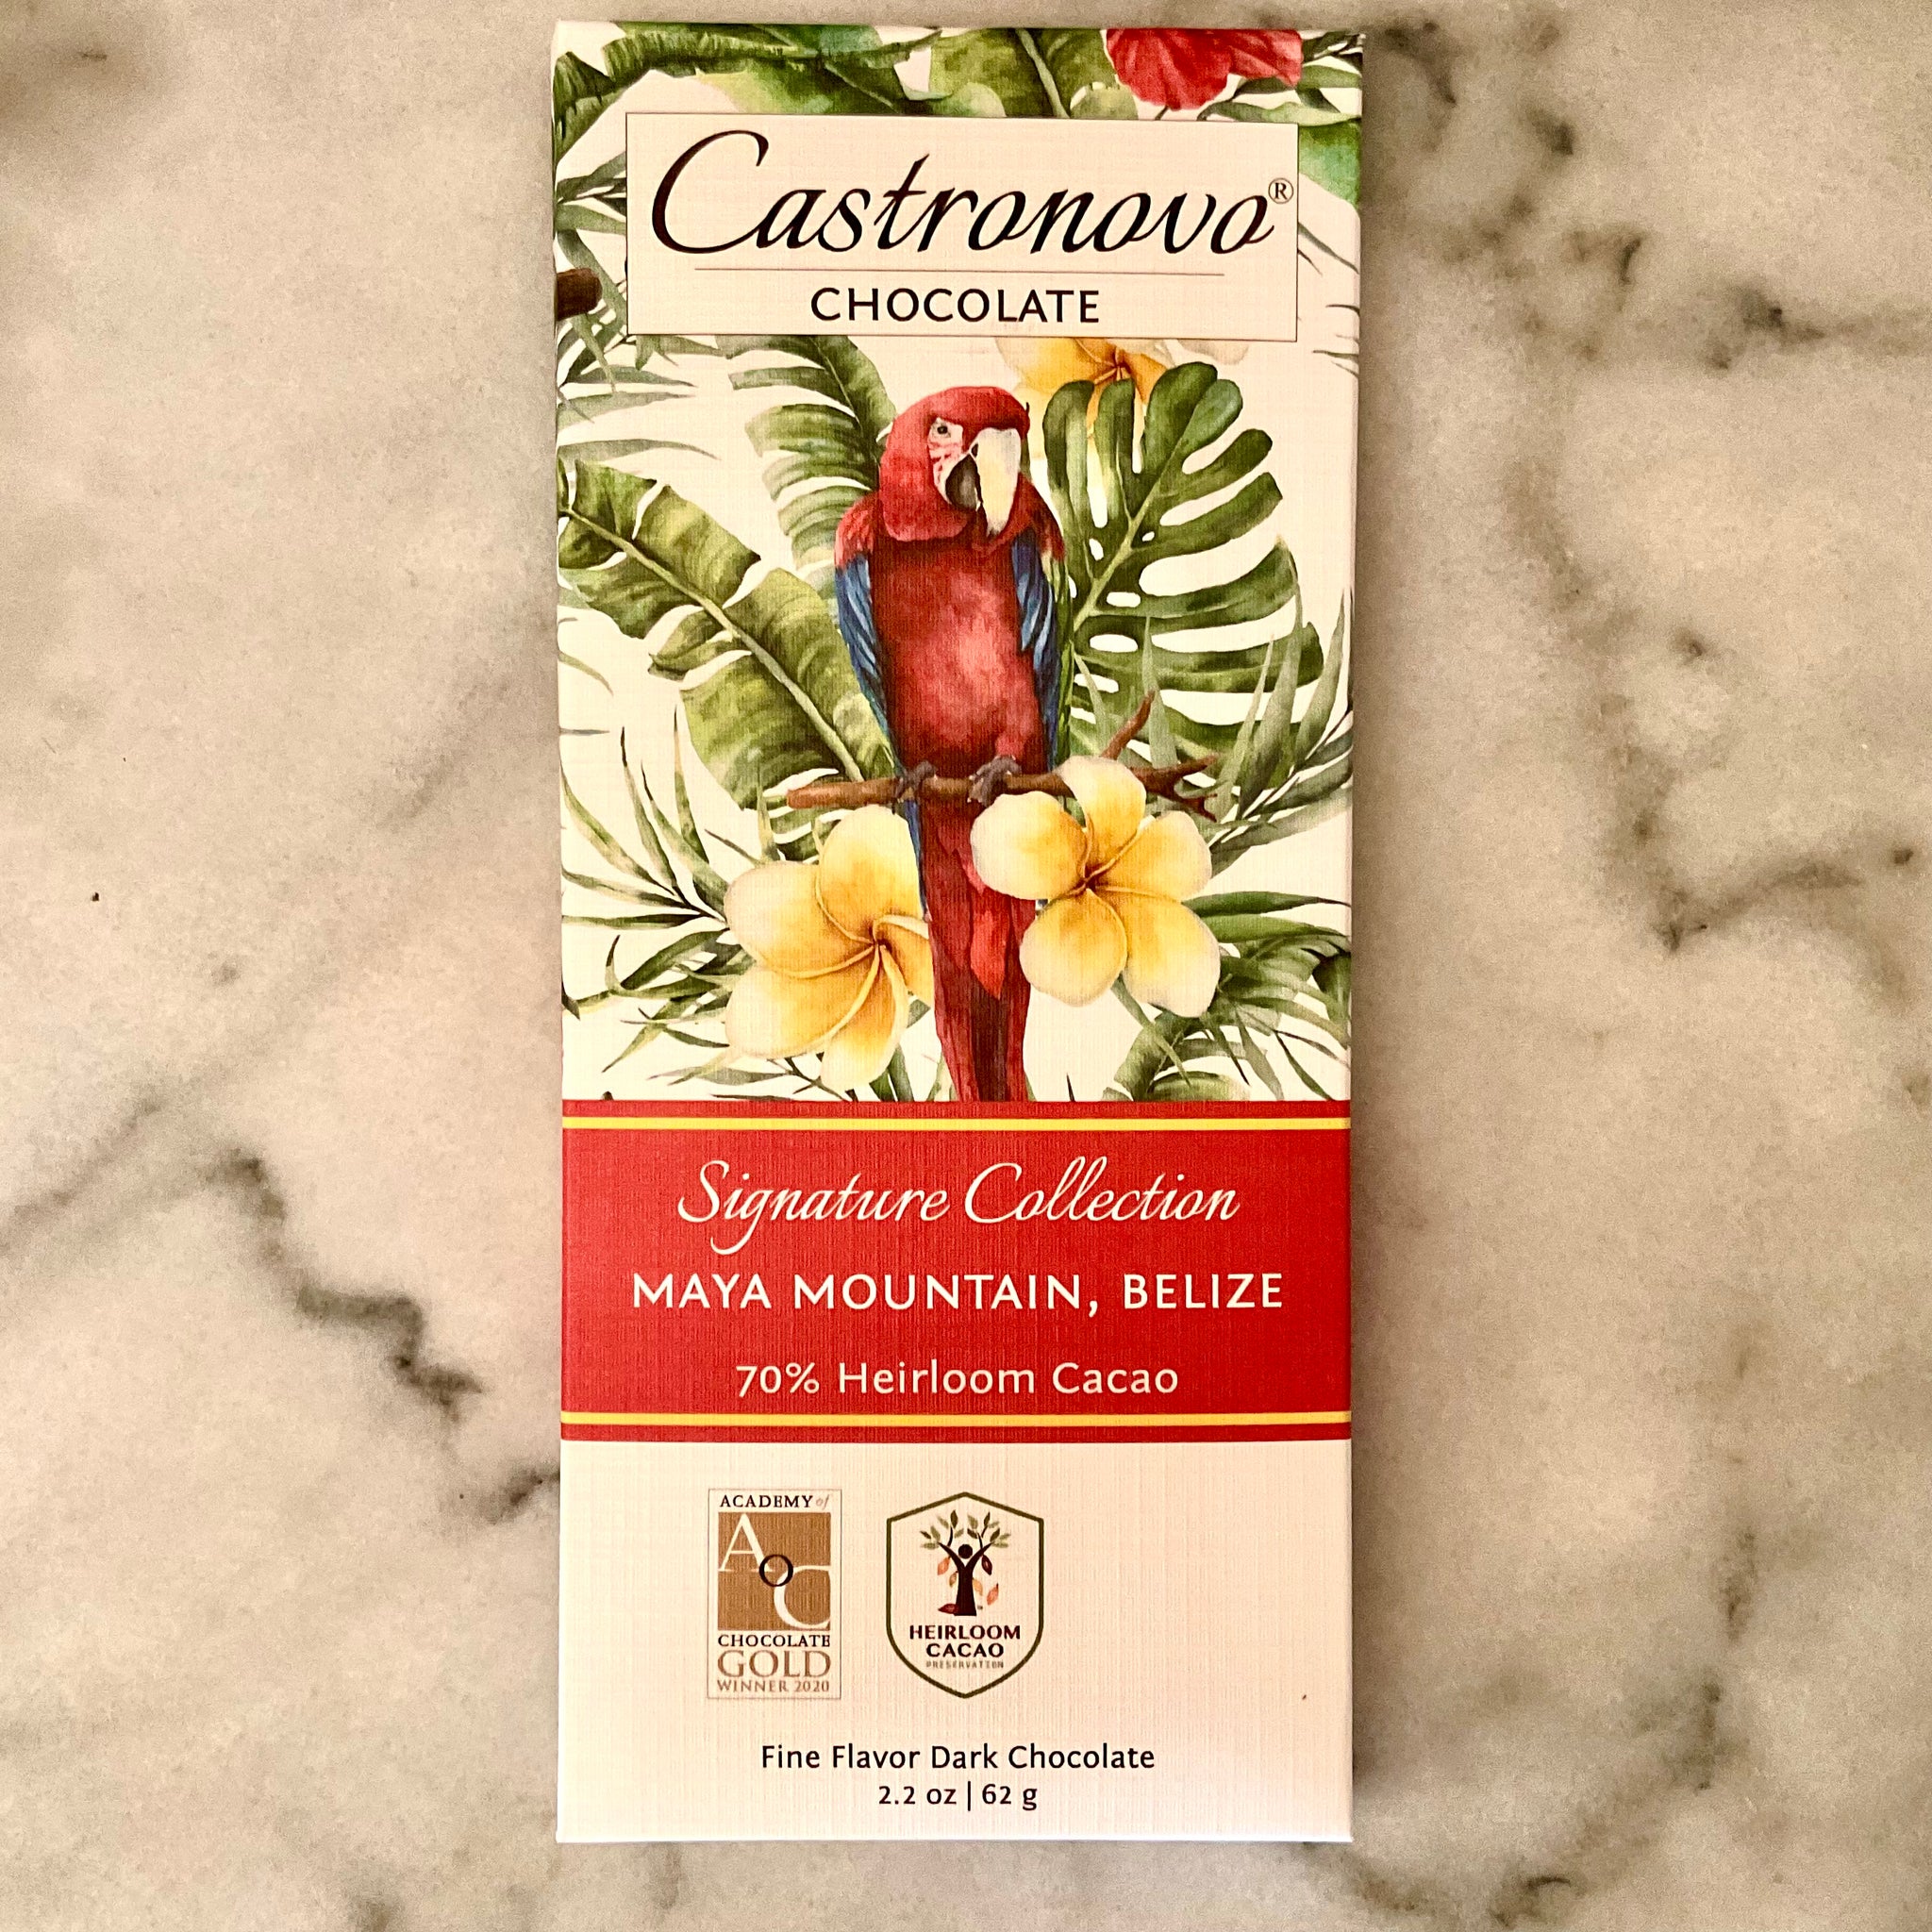 Castronovo®
CHOCOLATE
Signature Collection
MAYA MOUNTAIN, BELIZE
70% Heirloom Cacao
ACADEMY of
AoC
CHOCOLATE
GOLD
WINNER 2020
HEIRLOOM
CACAO
PRESERVATION
Fine Flavor Dark Chocolate
2.2 oz | 62 g